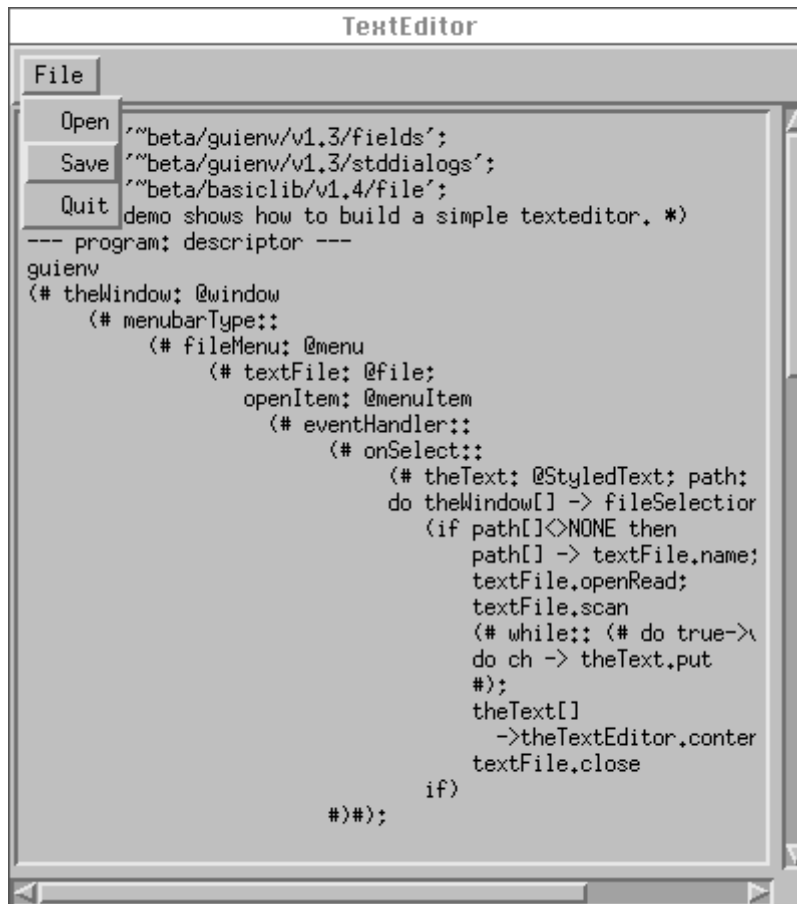 TextEditor
File
Open
Save
Quit
'~beta/guienv/v1.3/fields';
'~beta/guienv/v1.3/stddialogs';
'~beta/basiclib/v1.4/file';
demo shows how to build a simple texteditor. *)
--- program: descriptor ---
guienv
(# theWindow: @window
(# menubarType::
(# fileMenu: @menu
(# textFile: @file;
openItem: @menuItem
(# eventHandler::
(# onSelect::
(# theText: @StyledText; path:
do theWindow[] -> fileSelection
(if path[]<>NONE then
path[] -> textFile.name;
textFile.openRead;
textFile.scan
(# while:: (# do true->
do ch -> theText.put
#);
theText[]
->theTextEditor.conter
textFile.close
if)
#)#);